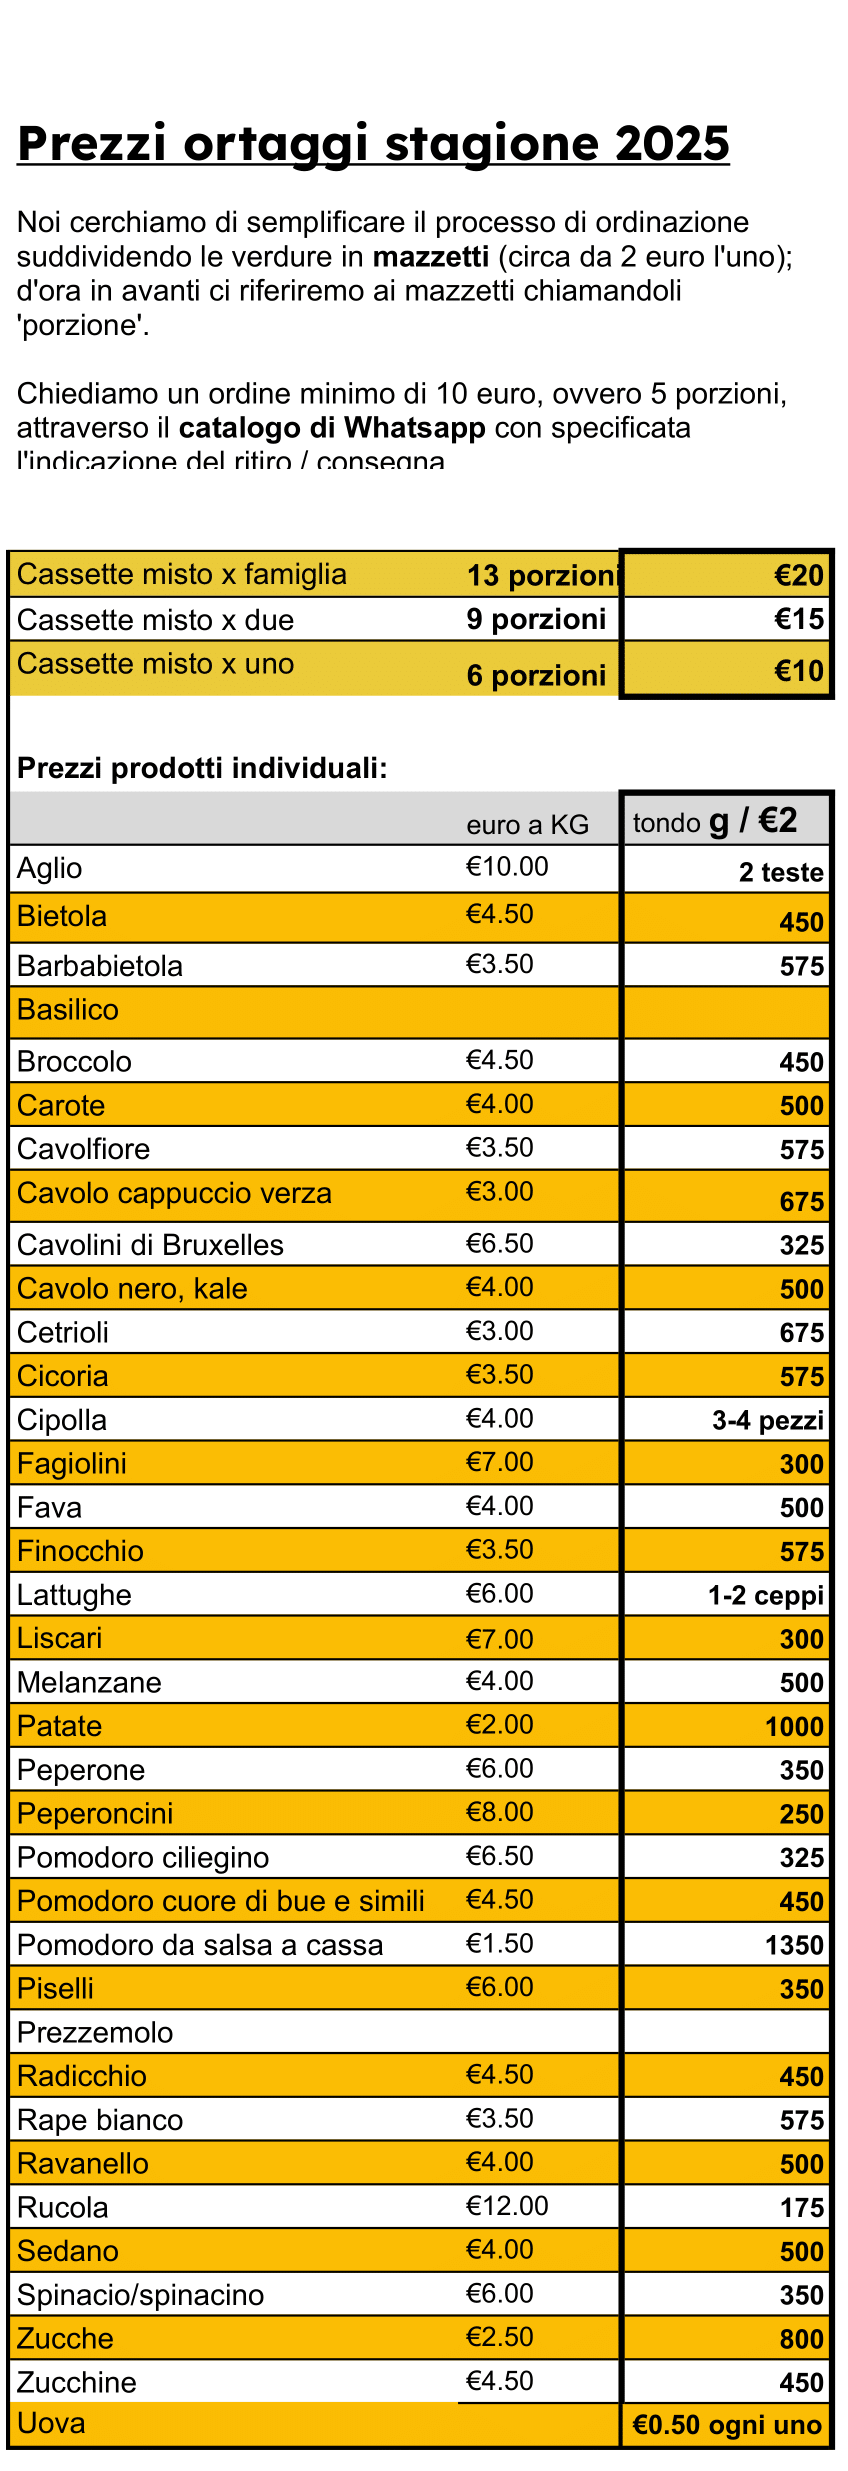 Prezzi ortaggi stagione 2025
Noi cerchiamo di semplificare il processo di ordinazione
suddividendo le verdure in mazzetti (circa da 2 euro l'uno);
d'ora in avanti ci riferiremo ai mazzetti chiamandoli
'porzione'.
Chiediamo un ordine minimo di 10 euro, ovvero 5 porzioni,
attraverso il catalogo di Whatsapp con specificata
l'indicazione del ritiro / consegna
Cassette misto x famiglia 13 porzioni €20
Cassette misto x due 9 porzioni €15
Cassette misto x uno 6 porzioni €10
Prezzi prodotti individuali:
euro a KG tondo g / €2
Aglio €10.00 2 teste
Bietola €4.50 450
Barbabietola €3.50 575
Basilico
Broccolo €4.50 450
Carote €4.00 500
Cavolfiore €3.50 575
Cavolo cappuccio verza €3.00 675
Cavolini di Bruxelles €6.50 325
Cavolo nero, kale €4.00 500
Cetrioli €3.00 675
Cicoria €3.50 575
Cipolla €4.00 3-4 pezzi
Fagiolini €7.00 300
Fava €4.00 500
Finocchio €3.50 575
Lattughe €6.00 1-2 ceppi
Liscari €7.00 300
Melanzane €4.00 500
Patate €2.00 1000
Peperone €6.00 350
Peperoncini €8.00 250
Pomodoro ciliegino €6.50 325
Pomodoro cuore di bue e simili €4.50 450
Pomodoro da salsa a cassa €1.50 1350
Piselli €6.00 350
Prezzemolo
Radicchio €4.50 450
Rape bianco €3.50 575
Ravanello €4.00 500
Rucola €12.00 175
Sedano €4.00 500
Spinacio/spinacino €6.00 350
Zucche €2.50 800
Zucchine €4.50 450
Uova €0.50 ogni uno